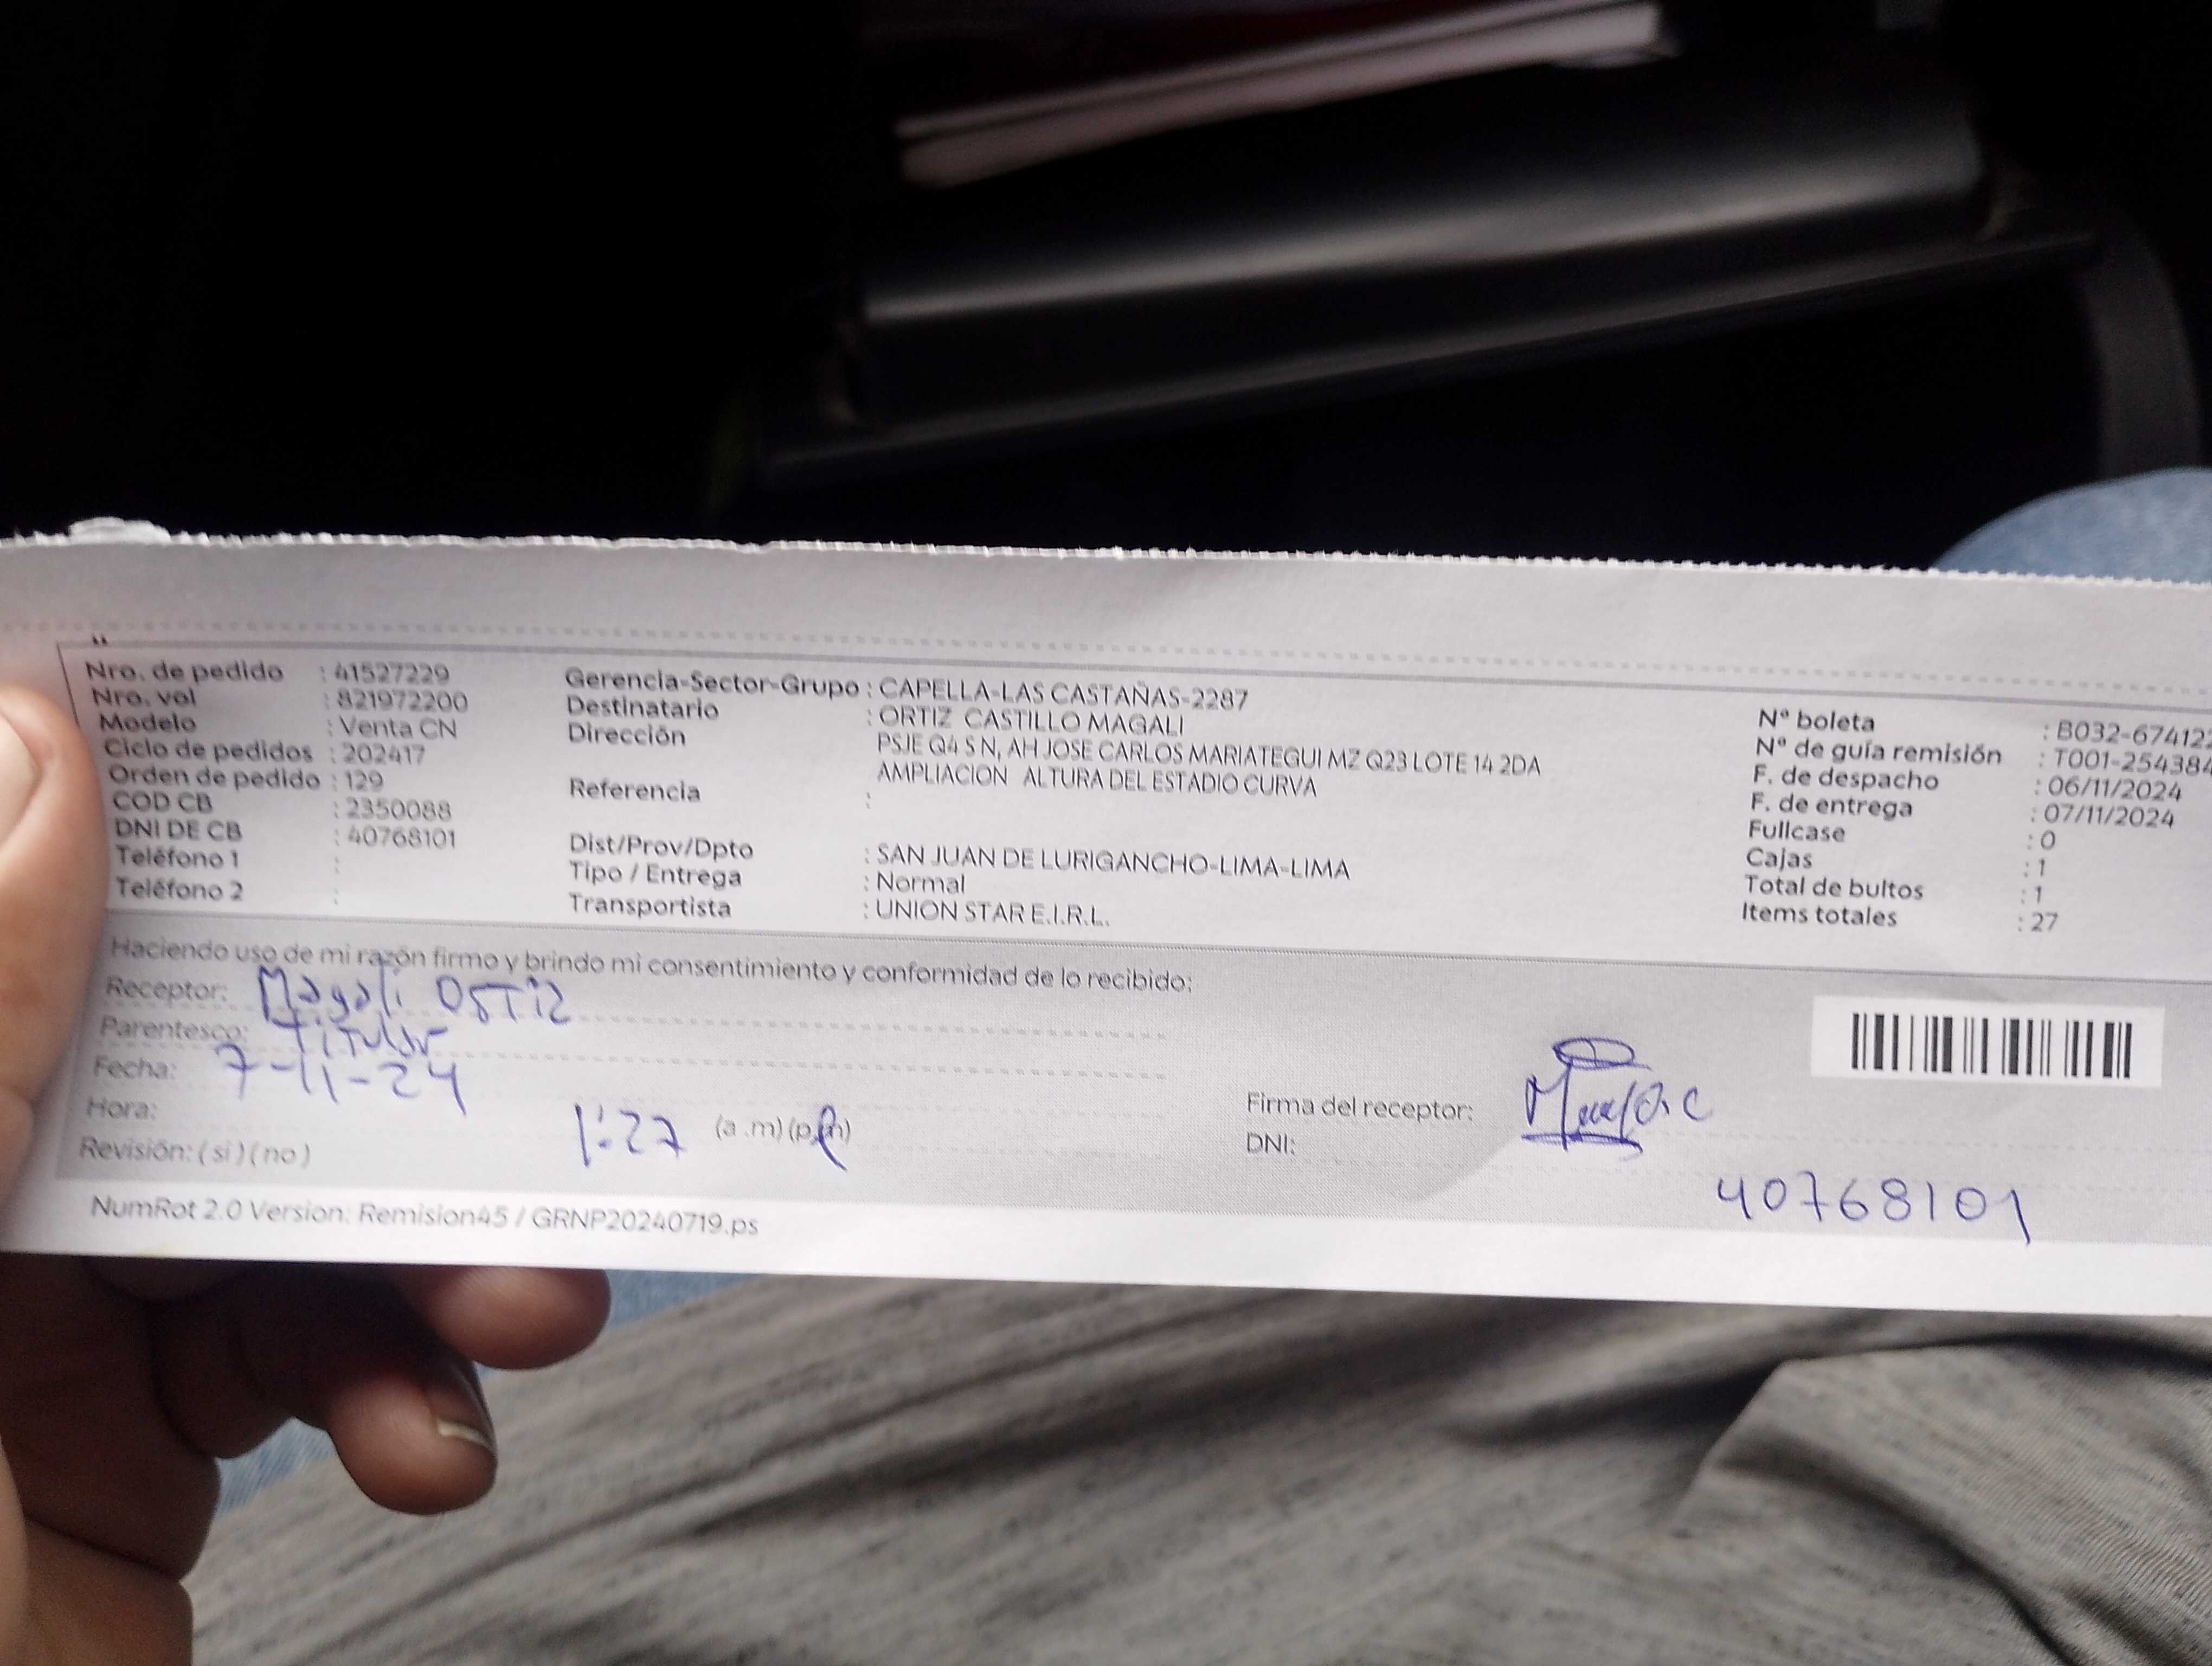 Nro. de pedido : 41527229
Nro. vol : 821972200
Modelo : Venta CN
Ciclo de pedidos : 202417
Orden de pedido : 129
COD CB : 2350088
DNI DE CB : 40768101
Teléfono 1 :
Teléfono 2 :
Gerencia-Sector-Grupo : CAPELLA-LAS CASTAÑAS-2287
Destinatario : ORTIZ CASTILLO MAGALI
Dirección PSJE Q4 S N, AH JOSE CARLOS MARIATEGUI MZ Q23 LOTE 14 2DA
AMPLIACION ALTURA DEL ESTADIO CURVA
Referencia :
Dist/Prov/Dpto : SAN JUAN DE LURIGANCHO-LIMA-LIMA
Tipo / Entrega : Normal
Transportista : UNION STAR E.I.R.L.
Nº boleta : B032-674122
Nº de guía remisión : T001-254384
F. de despacho : 06/11/2024
F. de entrega : 07/11/2024
Fullcase : 0
Cajas : 1
Total de bultos : 1
Items totales : 27
Haciendo uso de mi razón firmo y brindo mi consentimiento y conformidad de lo recibido:
Receptor: Magali Ortiz
Parentesco: Titular
Fecha: 7-11-24
Hora: 1:27 (a .m) (p.m)
Revisión: ( si ) ( no )
Firma del receptor:
DNI: 40768101
NumRot 2.0 Version: Remision45 / GRNP20240719.ps